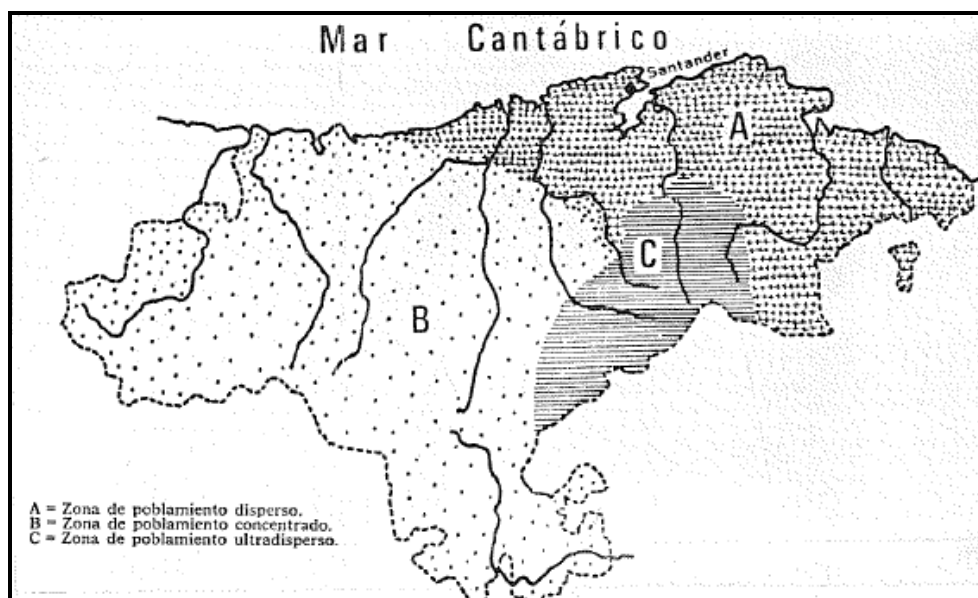 Mar Cantábrico
Santander
A
C
B
A = Zona de poblamiento disperso.
B = Zona de poblamiento concentrado.
C = Zona de poblamiento ultradisperso.